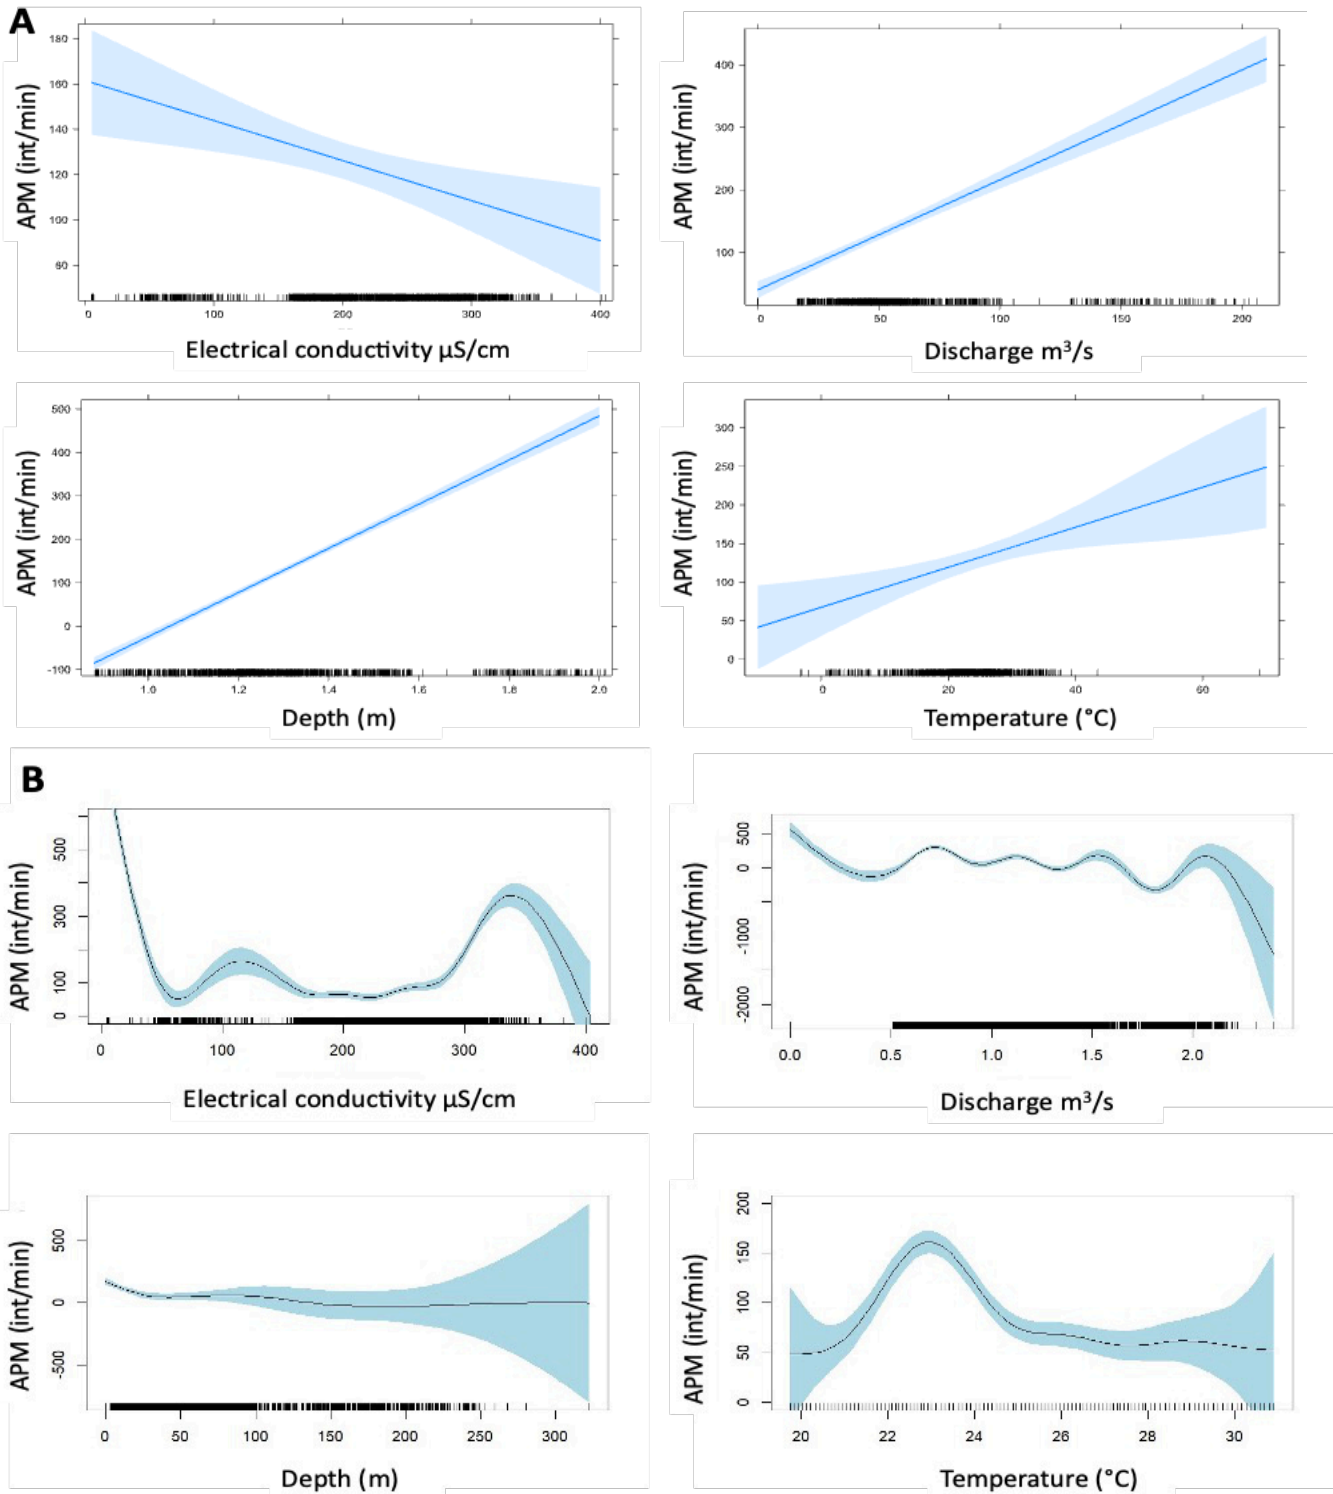 A
APM (int/min)
180
160
140
120
100
80
0 100 200 300 400
Electrical conductivity µS/cm
APM (int/min)
400
300
200
100
0 50 100 150 200
Discharge m³/s
APM (int/min)
500
400
300
200
100
0
-100
1.0 1.2 1.4 1.6 1.8 2.0
Depth (m)
APM (int/min)
300
250
200
150
100
50
0
0 20 40 60
Temperature (°C)
B
APM (int/min)
500
300
100
0
0 100 200 300 400
Electrical conductivity µS/cm
APM (int/min)
500
0
-1000
-2000
0.0 0.5 1.0 1.5 2.0
Discharge m³/s
APM (int/min)
500
0
-500
0 50 100 150 200 250 300
Depth (m)
APM (int/min)
200
150
100
50
0
20 22 24 26 28 30
Temperature (°C)